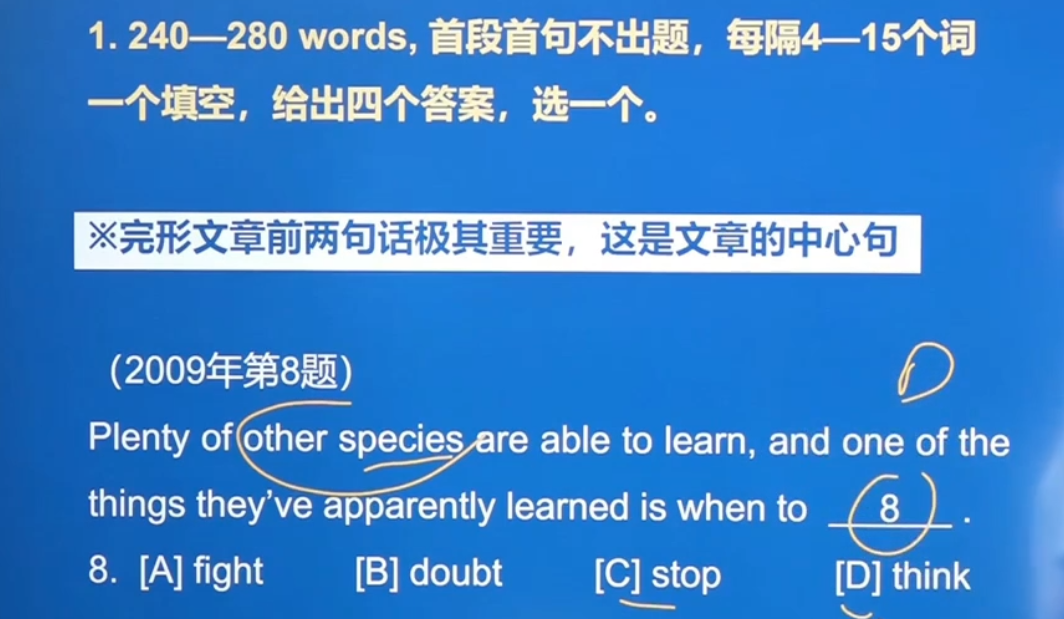 1. 240—280 words, 首段首句不出题，每隔4—15个词
一个填空，给出四个答案，选一个。
※完形文章前两句话极其重要，这是文章的中心句
（2009年第8题）
Plenty of other species are able to learn, and one of the
things they’ve apparently learned is when to 8 .
8. [A] fight [B] doubt [C] stop [D] think